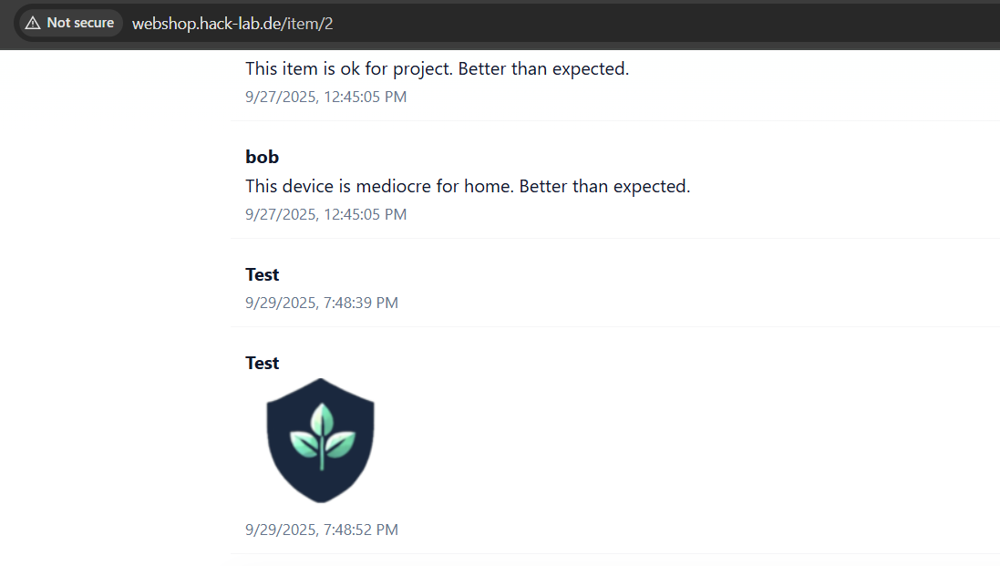 Not secure webshop.hack-lab.de/item/2
This item is ok for project. Better than expected.
9/27/2025, 12:45:05 PM
bob
This device is mediocre for home. Better than expected.
9/27/2025, 12:45:05 PM
Test
9/29/2025, 7:48:39 PM
Test
9/29/2025, 7:48:52 PM